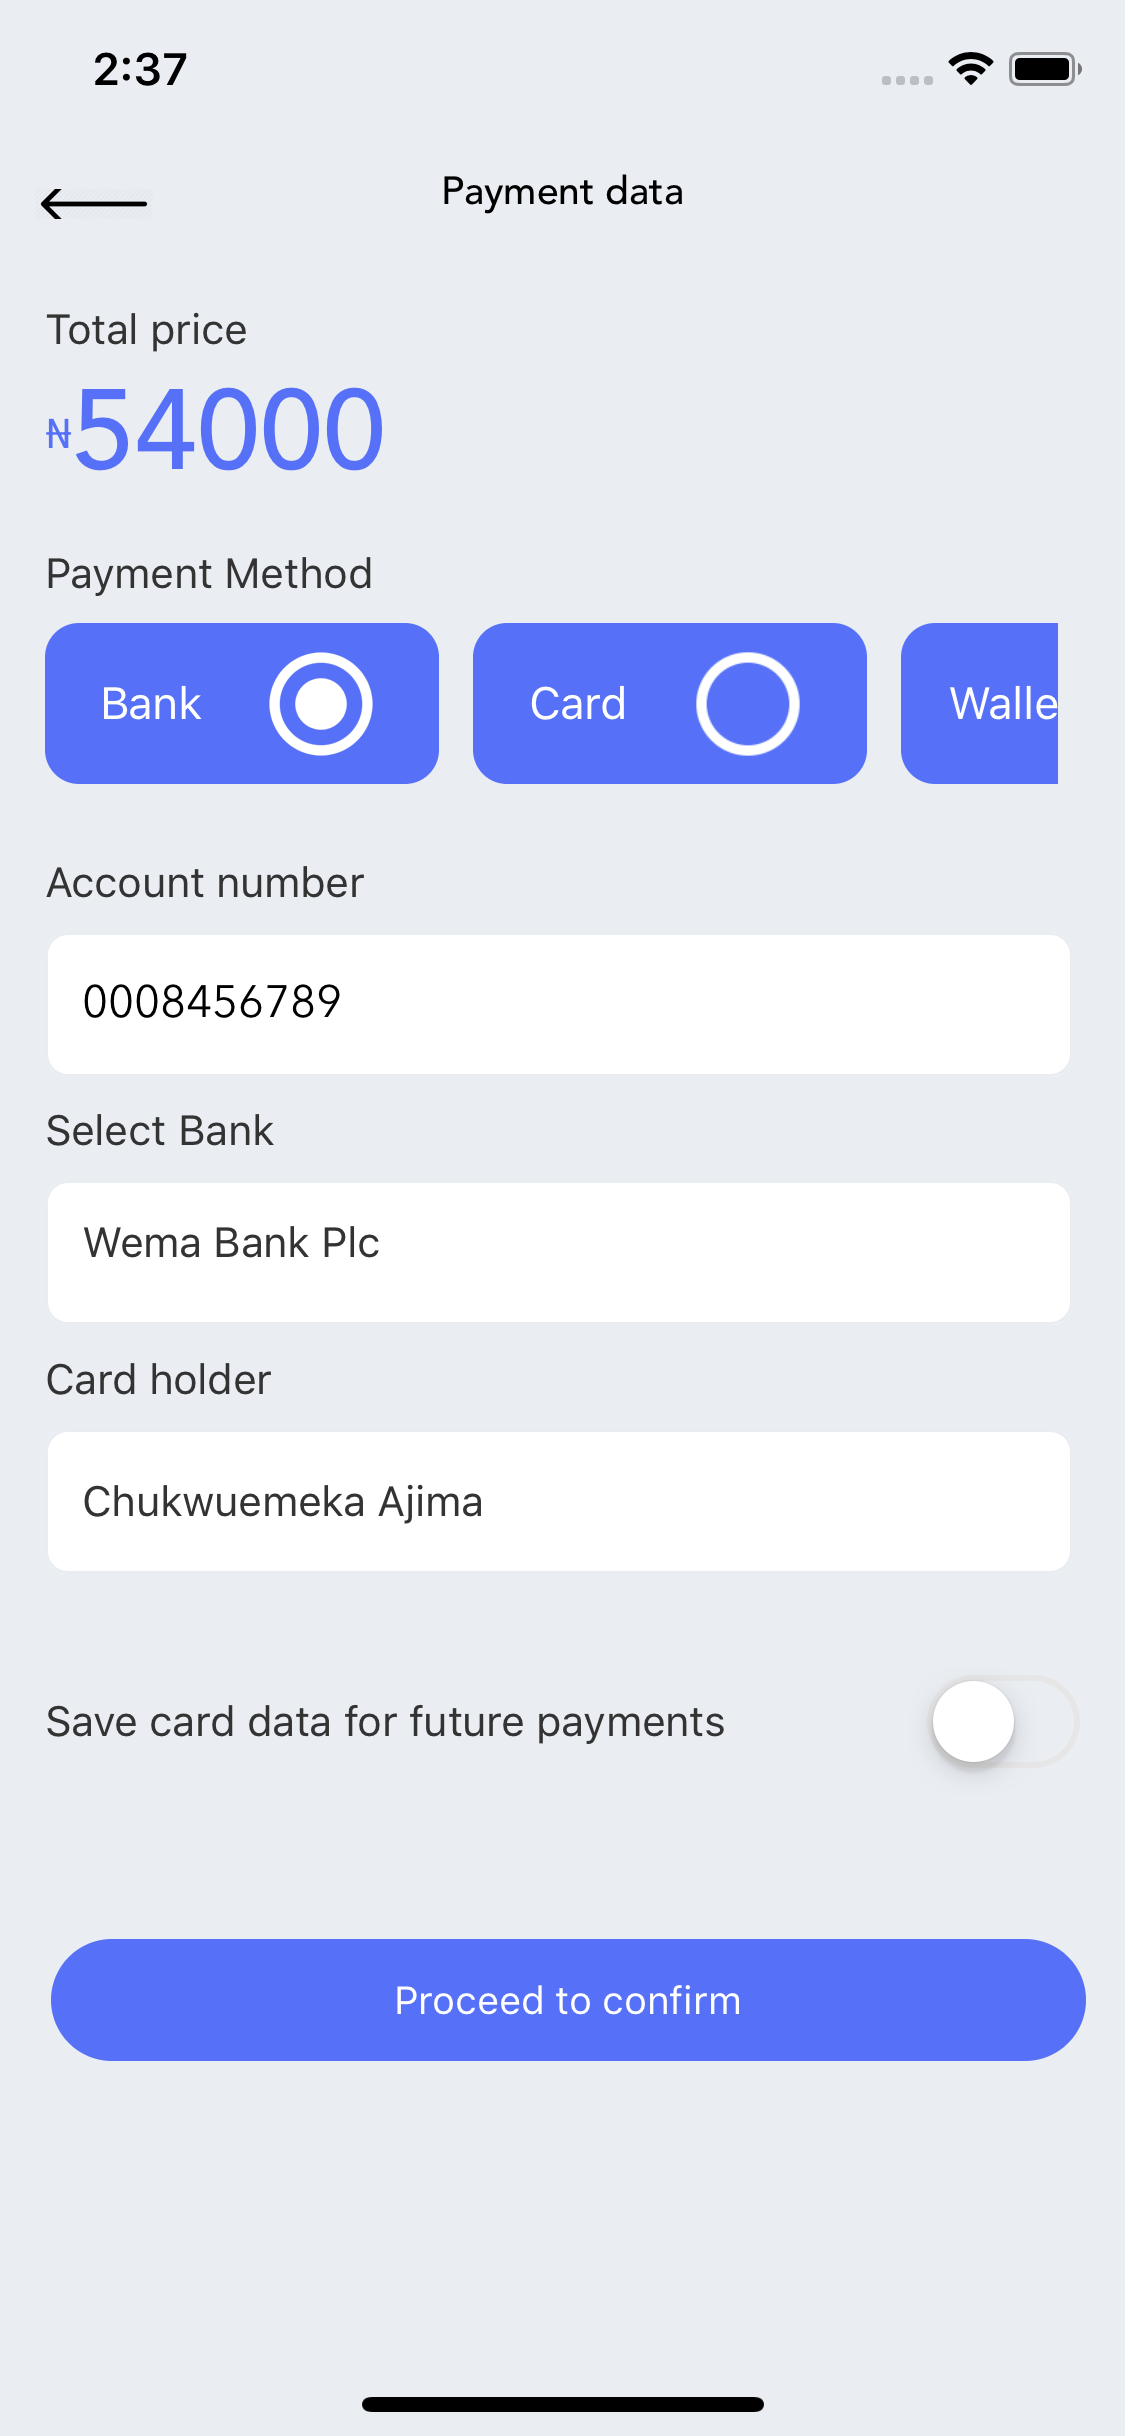 2:37
Payment data
Total price
₦54000
Payment Method
Bank
Card
Walle
Account number
0008456789
Select Bank
Wema Bank Plc
Card holder
Chukwuemeka Ajima
Save card data for future payments
Proceed to confirm